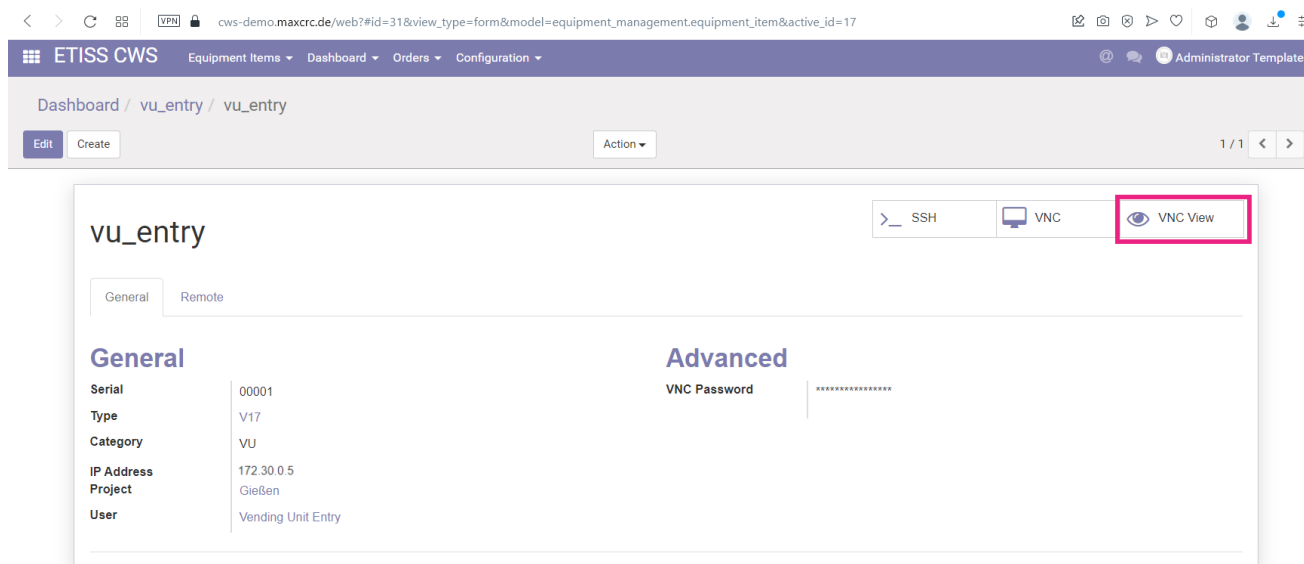 VPN cws-demo.maxcrc.de/web?#id=31&view_type=form&model=equipment_management.equipment_item&active_id=17
ETISS CWS Equipment Items Dashboard Orders Configuration @ Administrator Template
Dashboard / vu_entry / vu_entry
Edit Create Action 1 / 1
vu_entry
>_ SSH VNC VNC View
General Remote
General Advanced
Serial 00001 VNC Password ****************
Type V17
Category VU
IP Address 172.30.0.5
Project Gießen
User Vending Unit Entry